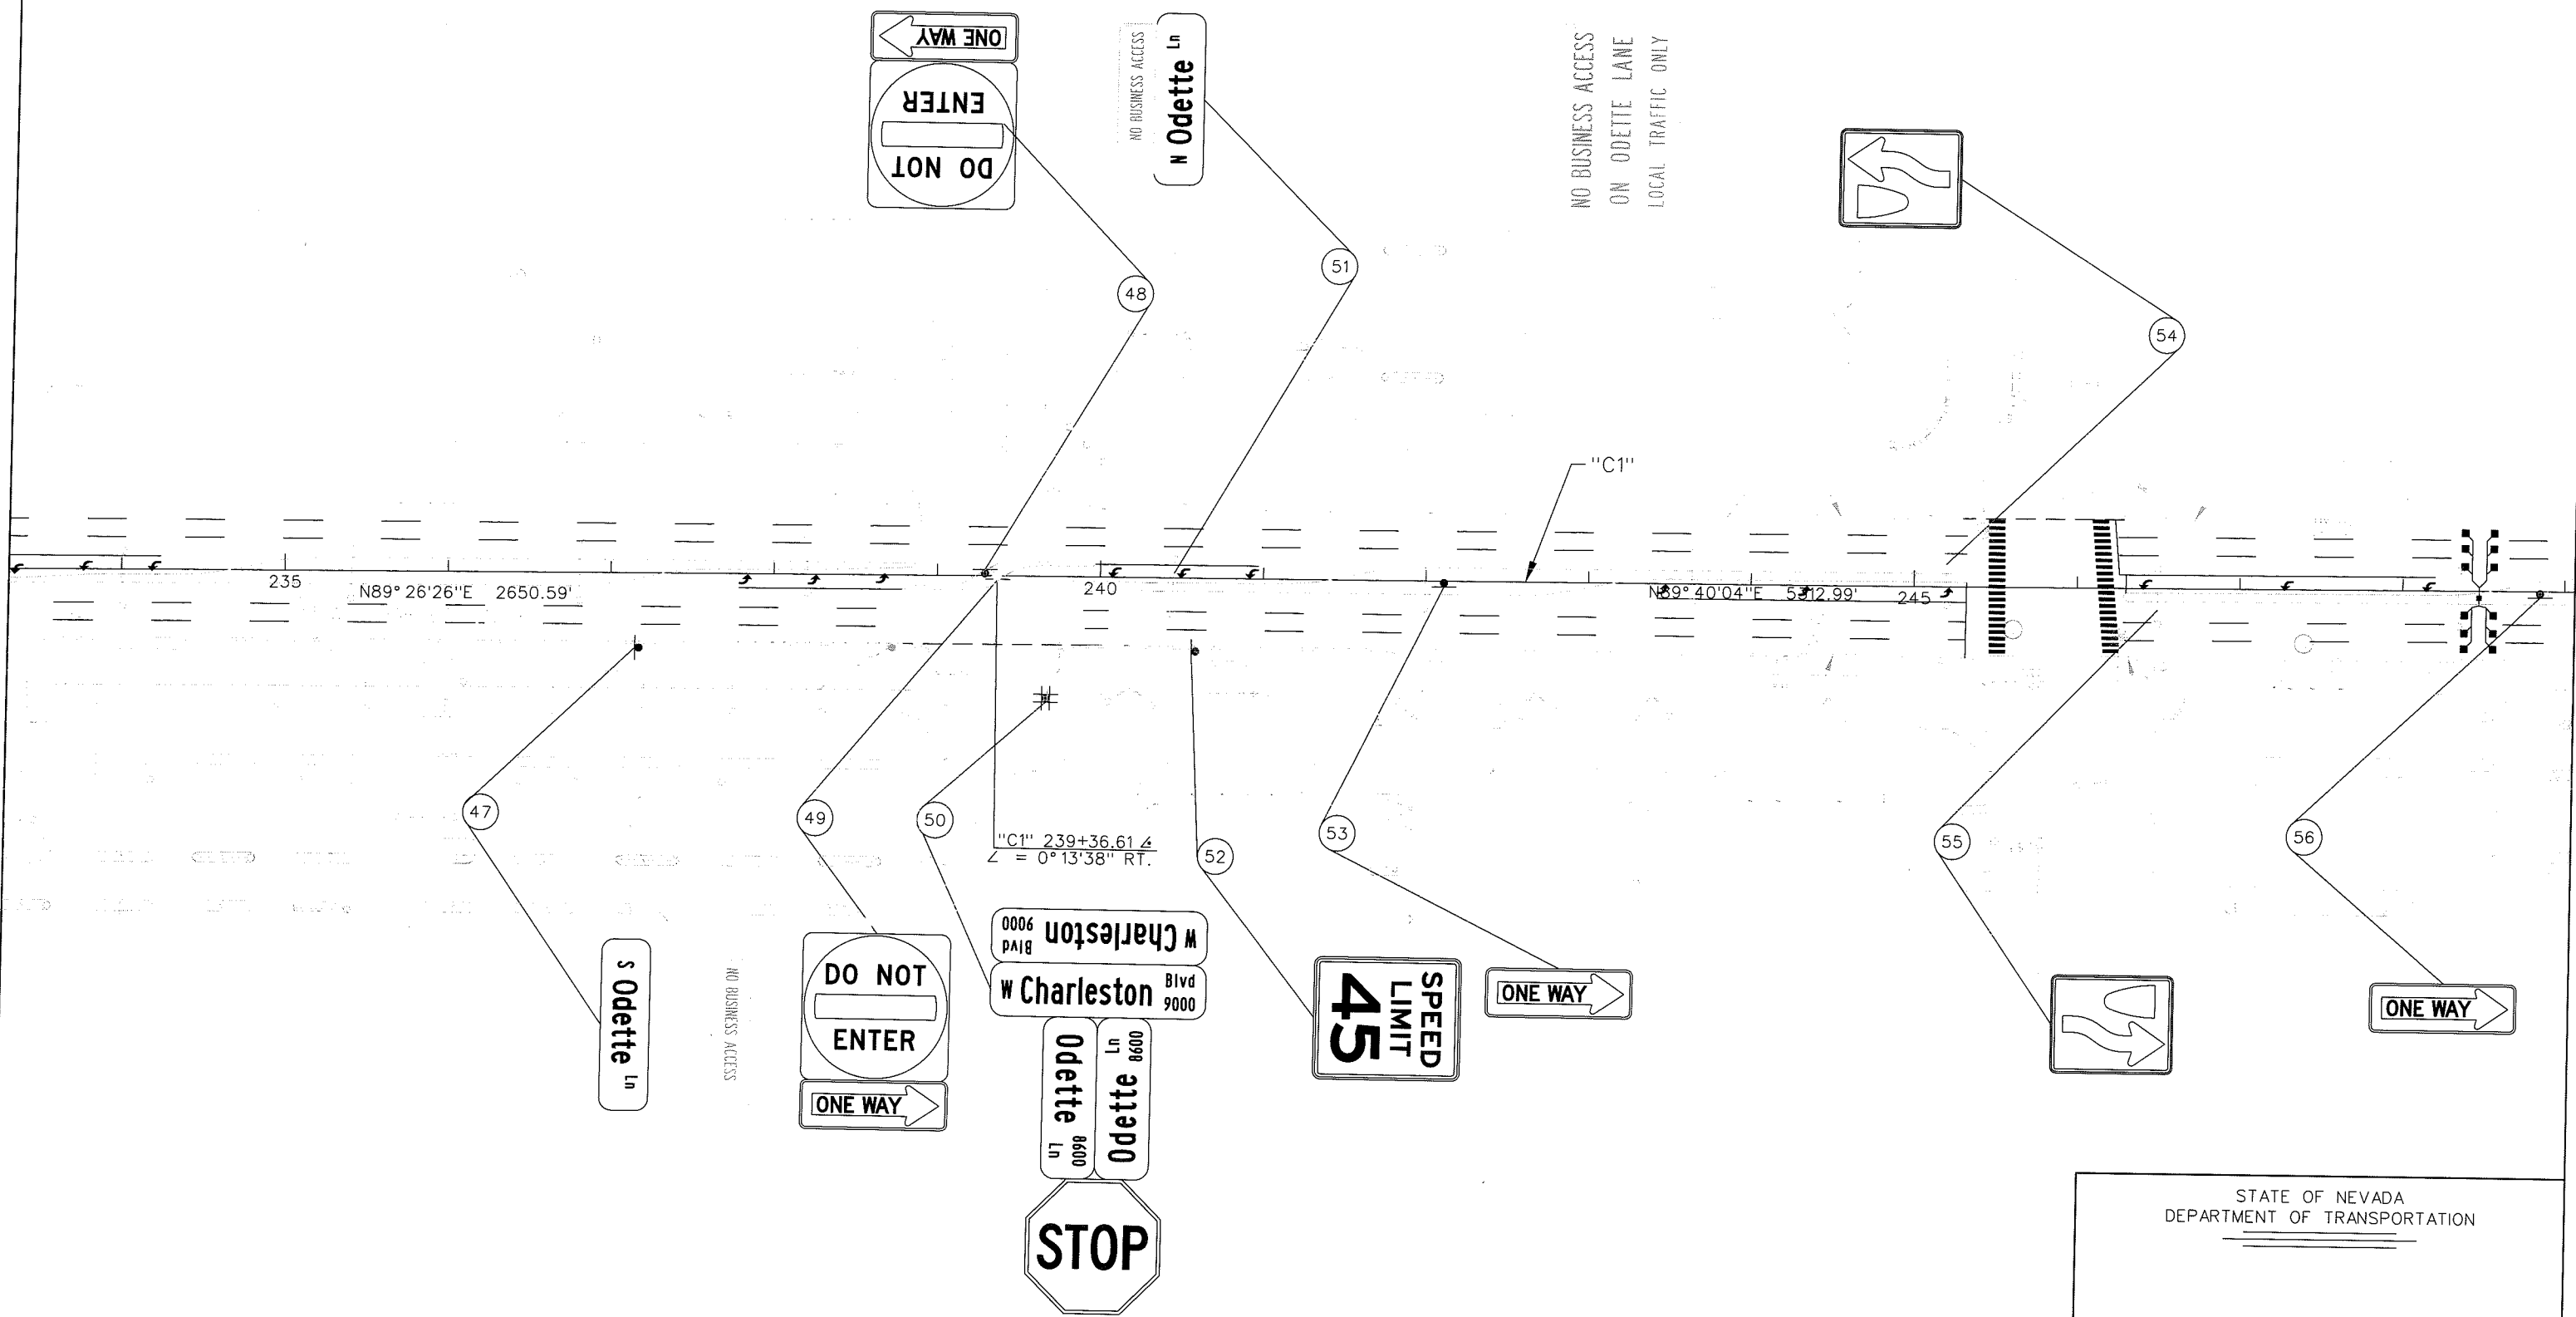 ONE WAY
DO NOT
ENTER
NO BUSINESS ACCESS
N Odette Ln
NO BUSINESS ACCESS
ON ODETTE LANE
LOCAL TRAFFIC ONLY
48
51
54
"C1"
235
N89°26'26"E 2650.59'
240
N89°40'04"E 5312.99'
245
47
49
50
"C1" 239+36.61
∠ = 0°13'38" RT.
52
53
55
56
S Odette Ln
NO BUSINESS ACCESS
DO NOT
ENTER
ONE WAY
W Charleston Blvd
9000
W Charleston Blvd
9000
Odette Ln
8600
Odette Ln
8600
STOP
SPEED
LIMIT
45
ONE WAY
ONE WAY
STATE OF NEVADA
DEPARTMENT OF TRANSPORTATION